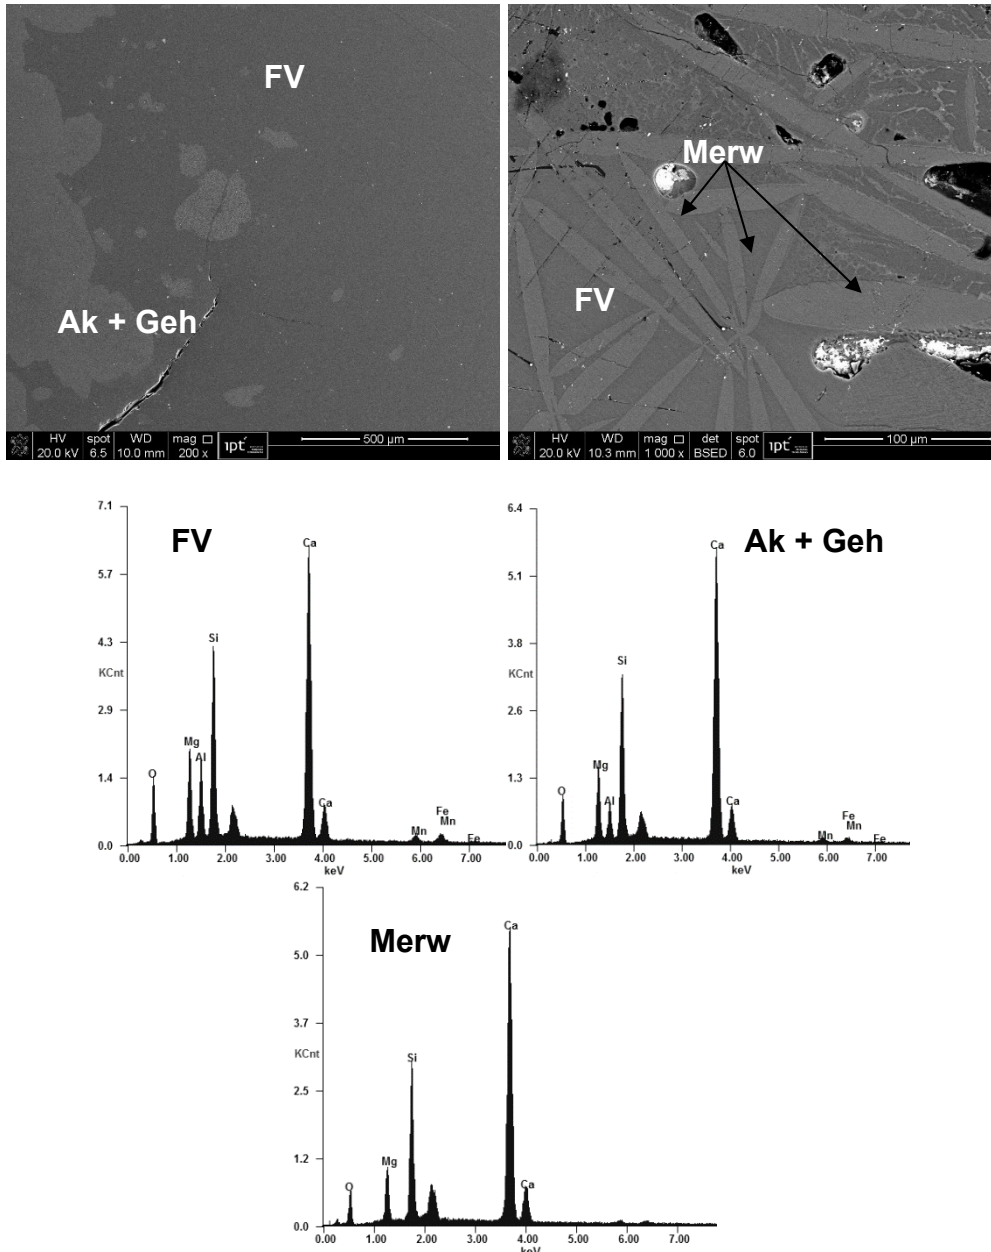 FV
Ak + Geh
HV spot WD mag □
20.0 kV 6.5 10.0 mm 200 x ipt 500 µm
Merw
FV
HV WD mag □ det spot
20.0 kV 10.3 mm 1 000 x BSED 6.0 ipt 100 µm
FV
7.1
5.7
4.3
KCnt
2.9
1.4
0.0
O
Mg
Al
Si
Ca
Ca
Mn
Fe
Mn
Fe
0.00 1.00 2.00 3.00 4.00 5.00 6.00 7.00
keV
Ak + Geh
6.4
5.1
3.8
KCnt
2.6
1.3
0.0
O
Mg
Al
Si
Ca
Ca
Mn
Fe
Mn
Fe
0.00 1.00 2.00 3.00 4.00 5.00 6.00 7.00
keV
Merw
6.2
5.0
3.7
KCnt
2.5
1.2
0.0
O
Mg
Si
Ca
Ca
0.00 1.00 2.00 3.00 4.00 5.00 6.00 7.00
keV